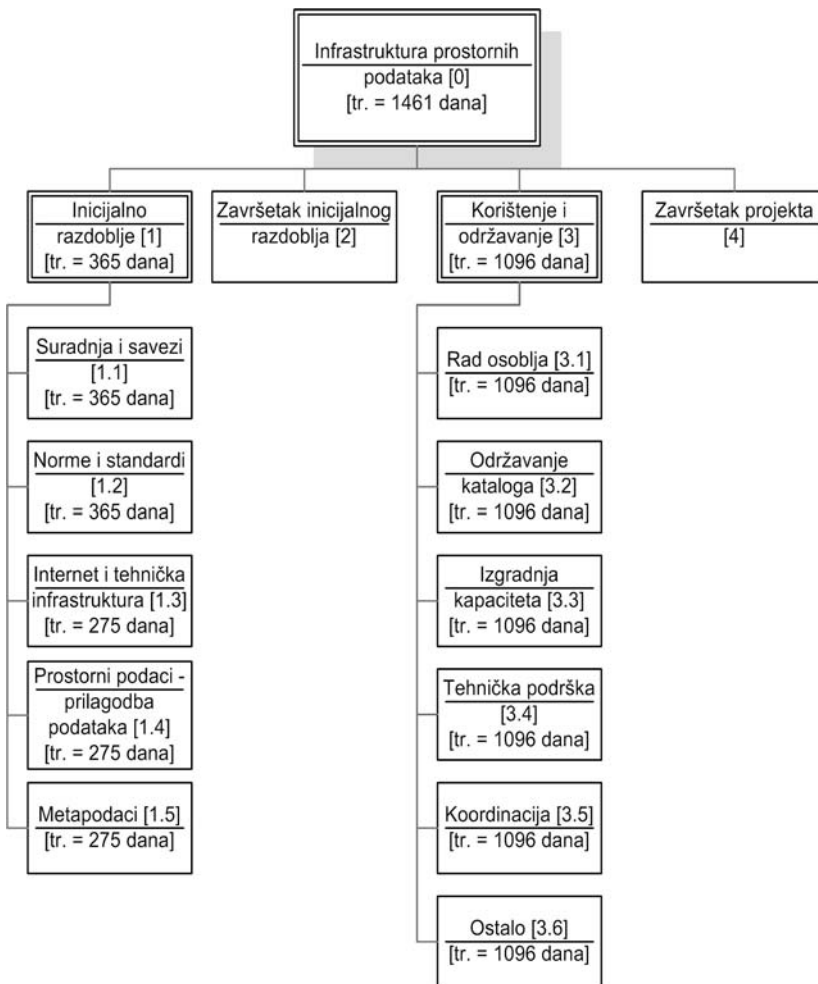 Infrastruktura prostornih
podataka [0]
[tr. = 1461 dana]
Inicijalno
razdoblje [1]
[tr. = 365 dana]
Završetak inicijalnog
razdoblja [2]
Korištenje i
održavanje [3]
[tr. = 1096 dana]
Završetak projekta
[4]
Suradnja i savezi
[1.1]
[tr. = 365 dana]
Norme i standardi
[1.2]
[tr. = 365 dana]
Internet i tehnička
infrastruktura [1.3]
[tr. = 275 dana]
Prostorni podaci -
prilagodba
podataka [1.4]
[tr. = 275 dana]
Metapodaci [1.5]
[tr. = 275 dana]
Rad osoblja [3.1]
[tr. = 1096 dana]
Održavanje
kataloga [3.2]
[tr. = 1096 dana]
Izgradnja
kapaciteta [3.3]
[tr. = 1096 dana]
Tehnička podrška
[3.4]
[tr. = 1096 dana]
Koordinacija [3.5]
[tr. = 1096 dana]
Ostalo [3.6]
[tr. = 1096 dana]